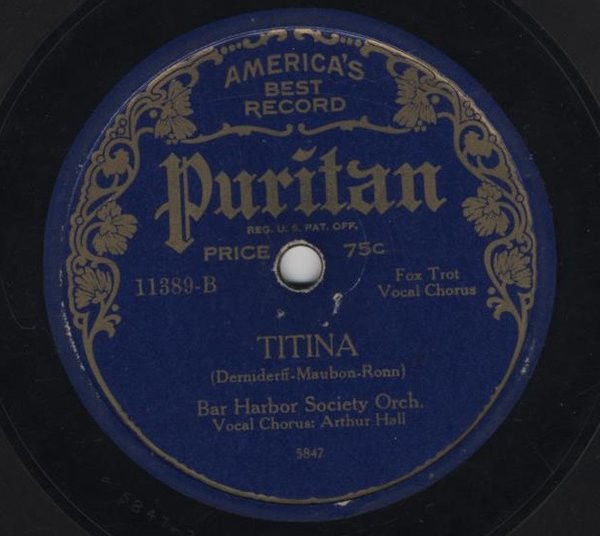 AMERICA'S
BEST
RECORD
Puritan
REG. U. S. PAT. OFF.
PRICE 75c
11389-B
Fox Trot
Vocal Chorus
TITINA
(Derniderff-Maubon-Ronn)
Bar Harbor Society Orch.
Vocal Chorus: Arthur Hall
5847